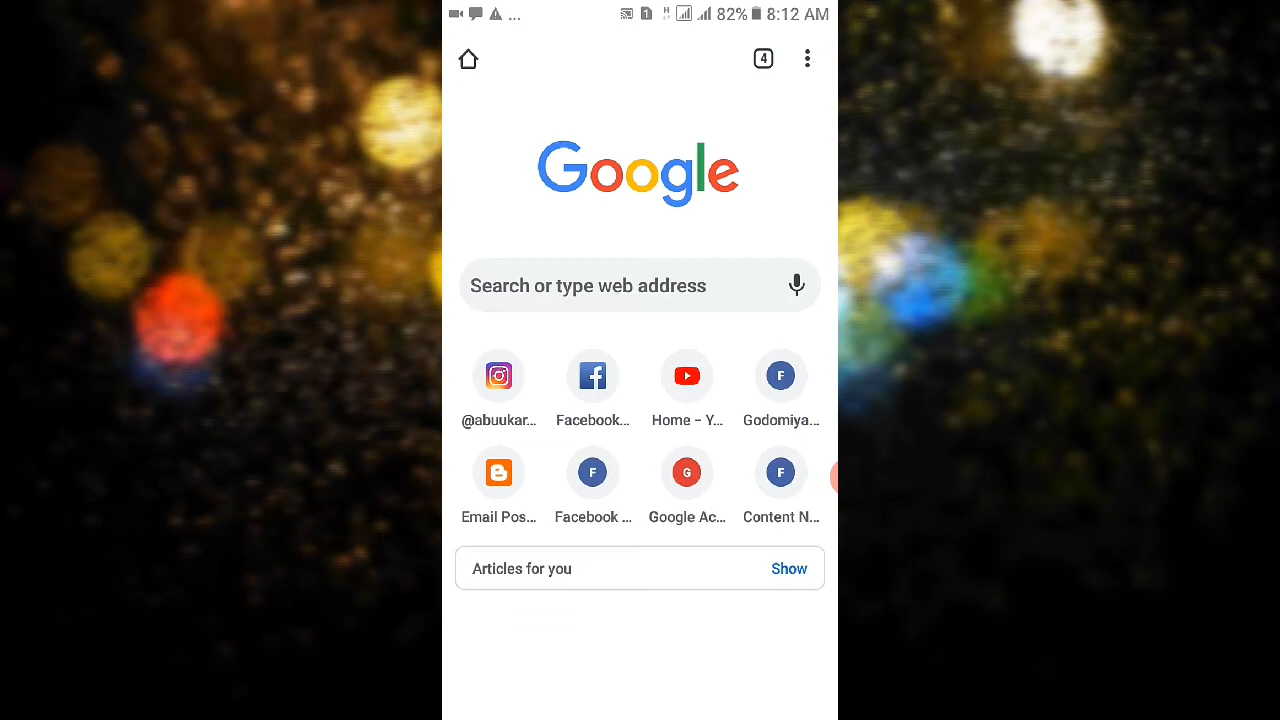 ... 1 H 82% 8:12 AM
4
Google
Search or type web address
@abuukar... Facebook... Home – Y... F Godomiya...
Email Pos... F Facebook ... G Google Ac... F Content N...
Articles for you Show